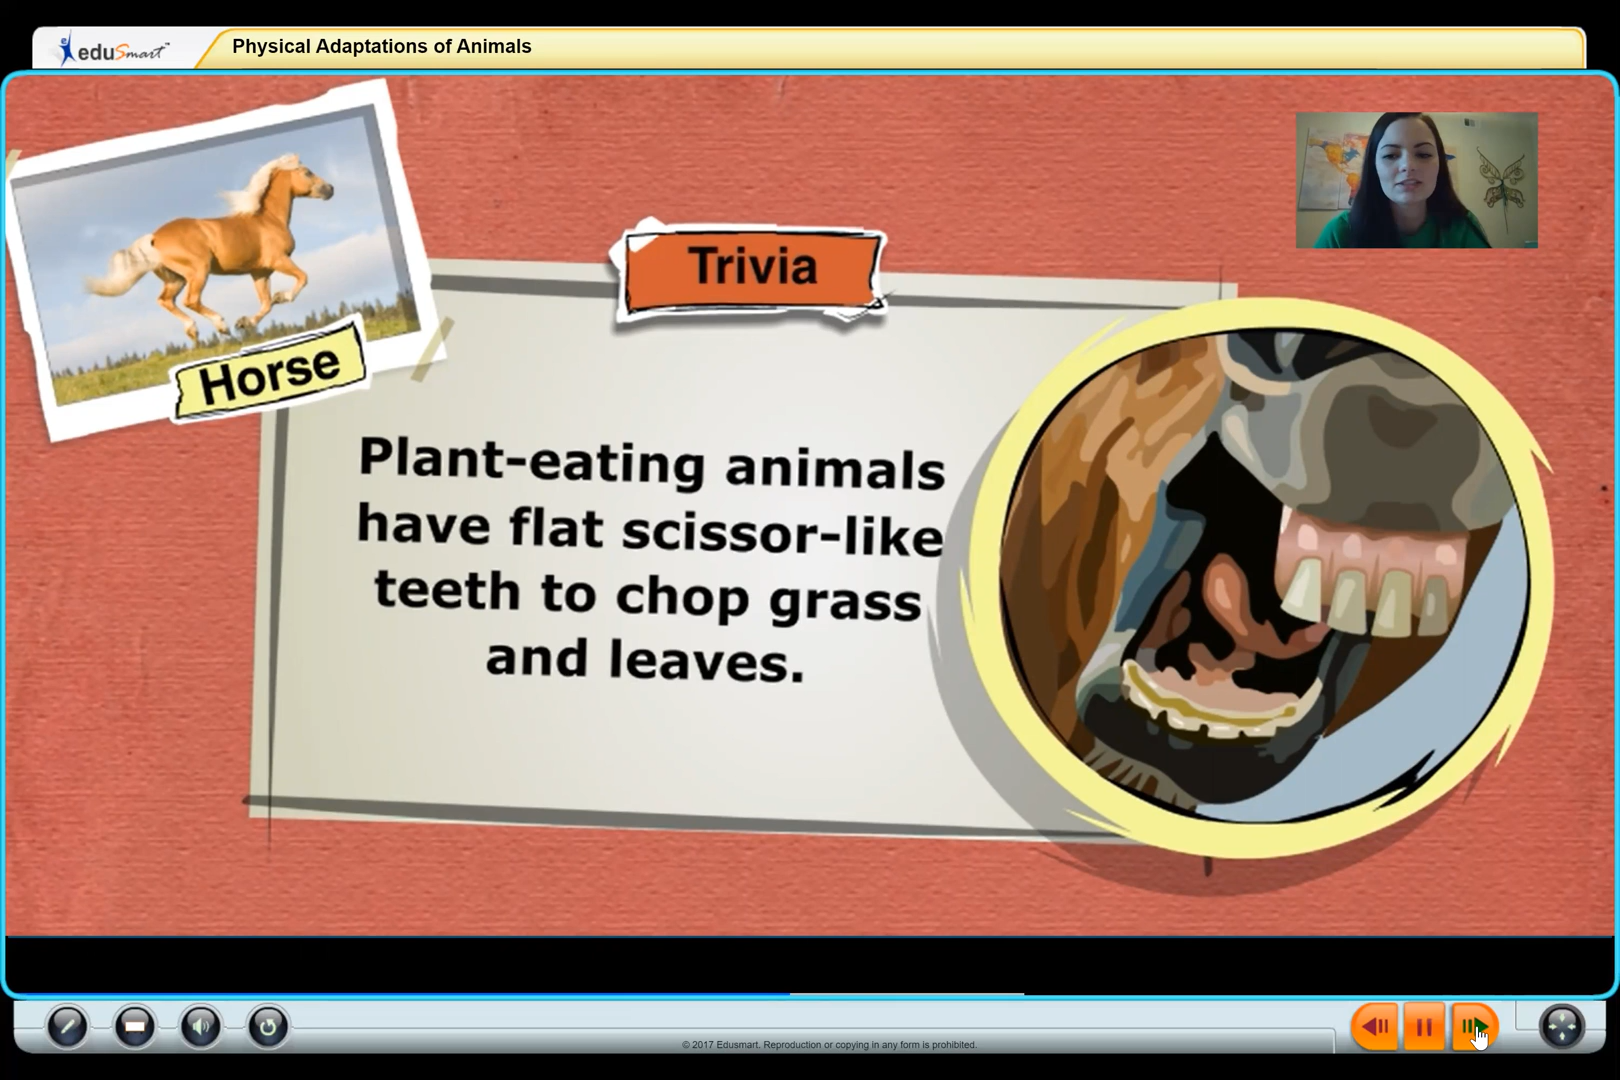 eduSmart™
Physical Adaptations of Animals
Horse
Trivia
Plant-eating animals
have flat scissor-like
teeth to chop grass
and leaves.
© 2017 Edusmart. Reproduction or copying in any form is prohibited.